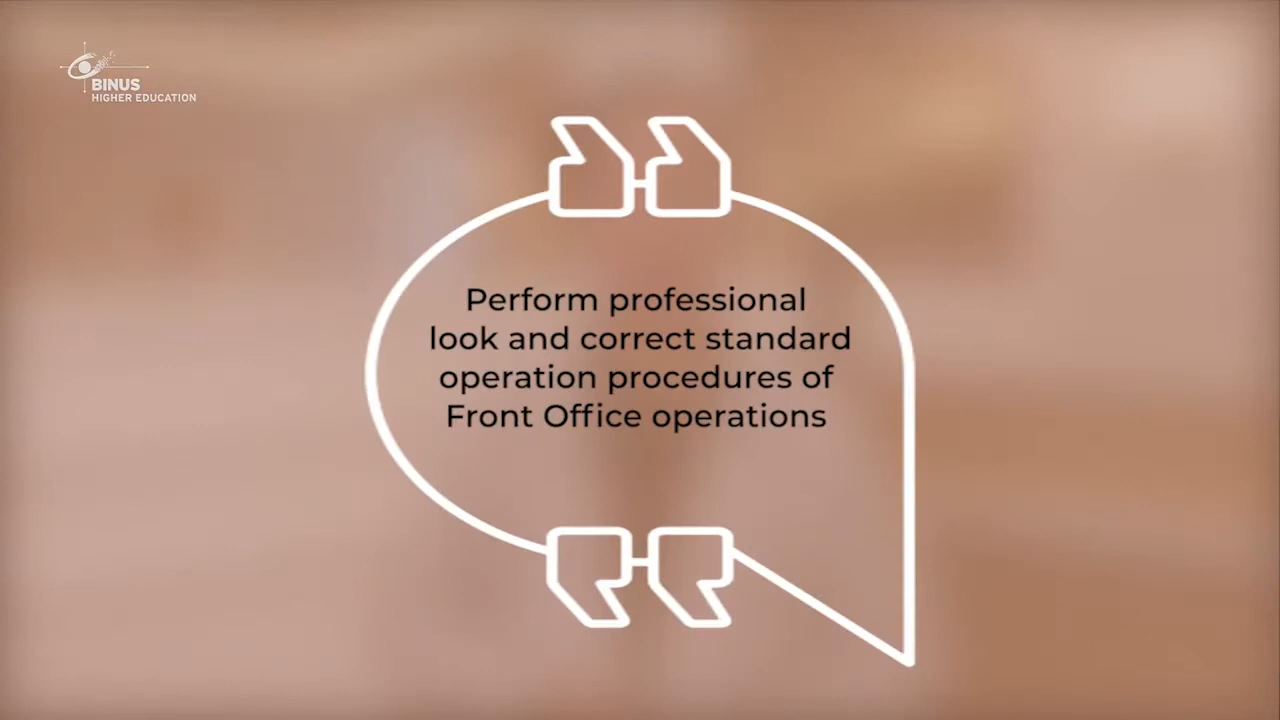 BINUS
HIGHER EDUCATION
Perform professional
look and correct standard
operation procedures of
Front Office operations